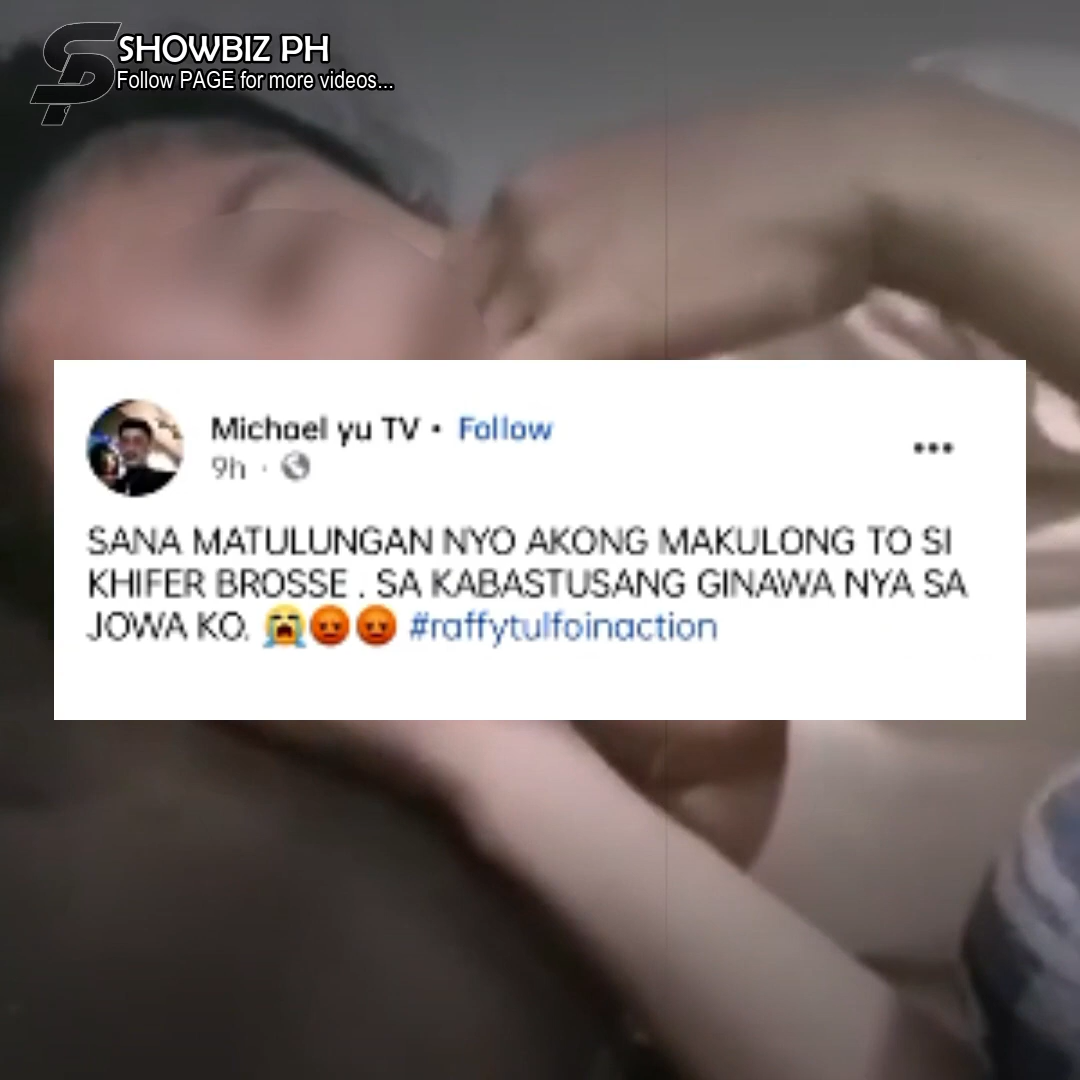 SHOWBIZ PH
Follow PAGE for more videos...
Michael yu TV • Follow
9h ·
SANA MATULUNGAN NYO AKONG MAKULONG TO SI
KHIFER BROSSE . SA KABASTUSANG GINAWA NYA SA
JOWA KO. 😭😡😡 #raffytulfoinaction